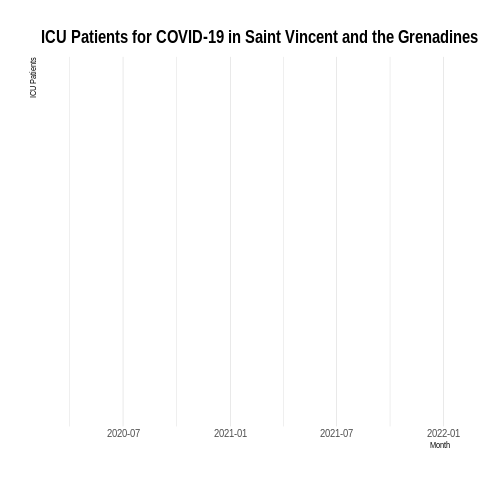 ICU Patients for COVID-19 in Saint Vincent and the Grenadines
ICU Patients
2020-07
2021-01
2021-07
2022-01
Month